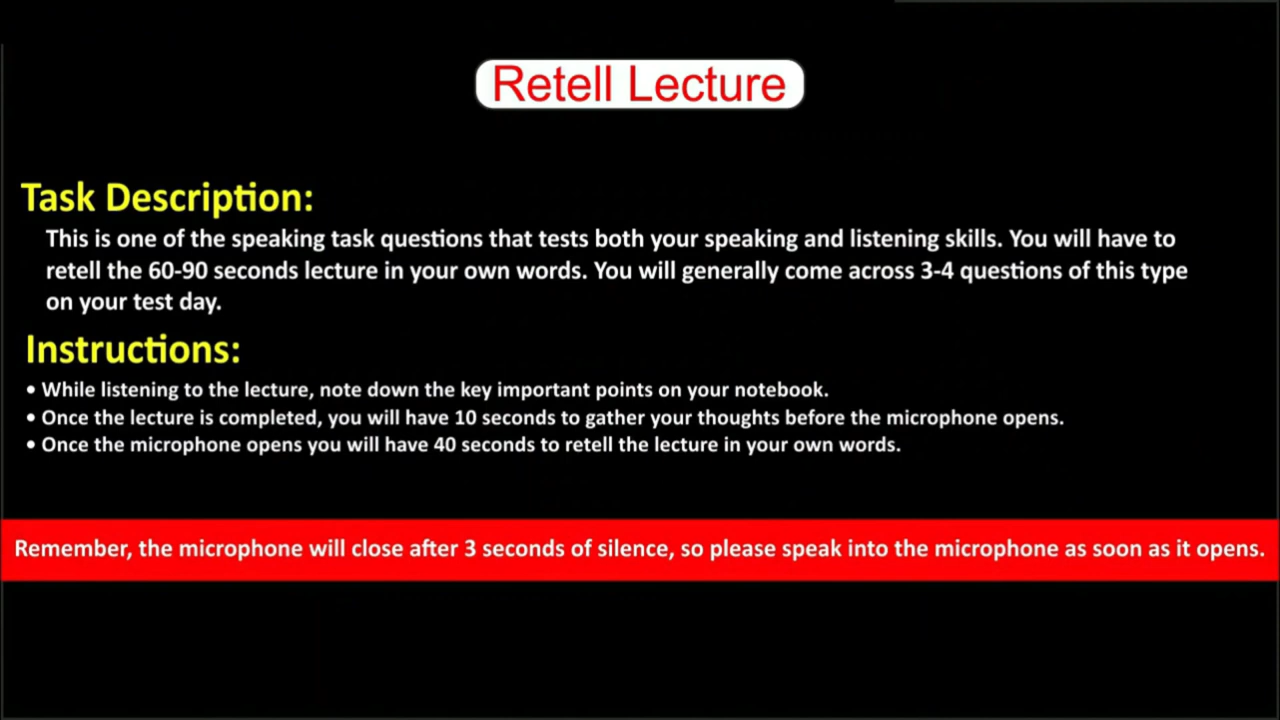 Retell Lecture
Task Description:
This is one of the speaking task questions that tests both your speaking and listening skills. You will have to
retell the 60-90 seconds lecture in your own words. You will generally come across 3-4 questions of this type
on your test day.
Instructions:
• While listening to the lecture, note down the key important points on your notebook.
• Once the lecture is completed, you will have 10 seconds to gather your thoughts before the microphone opens.
• Once the microphone opens you will have 40 seconds to retell the lecture in your own words.
Remember, the microphone will close after 3 seconds of silence, so please speak into the microphone as soon as it opens.